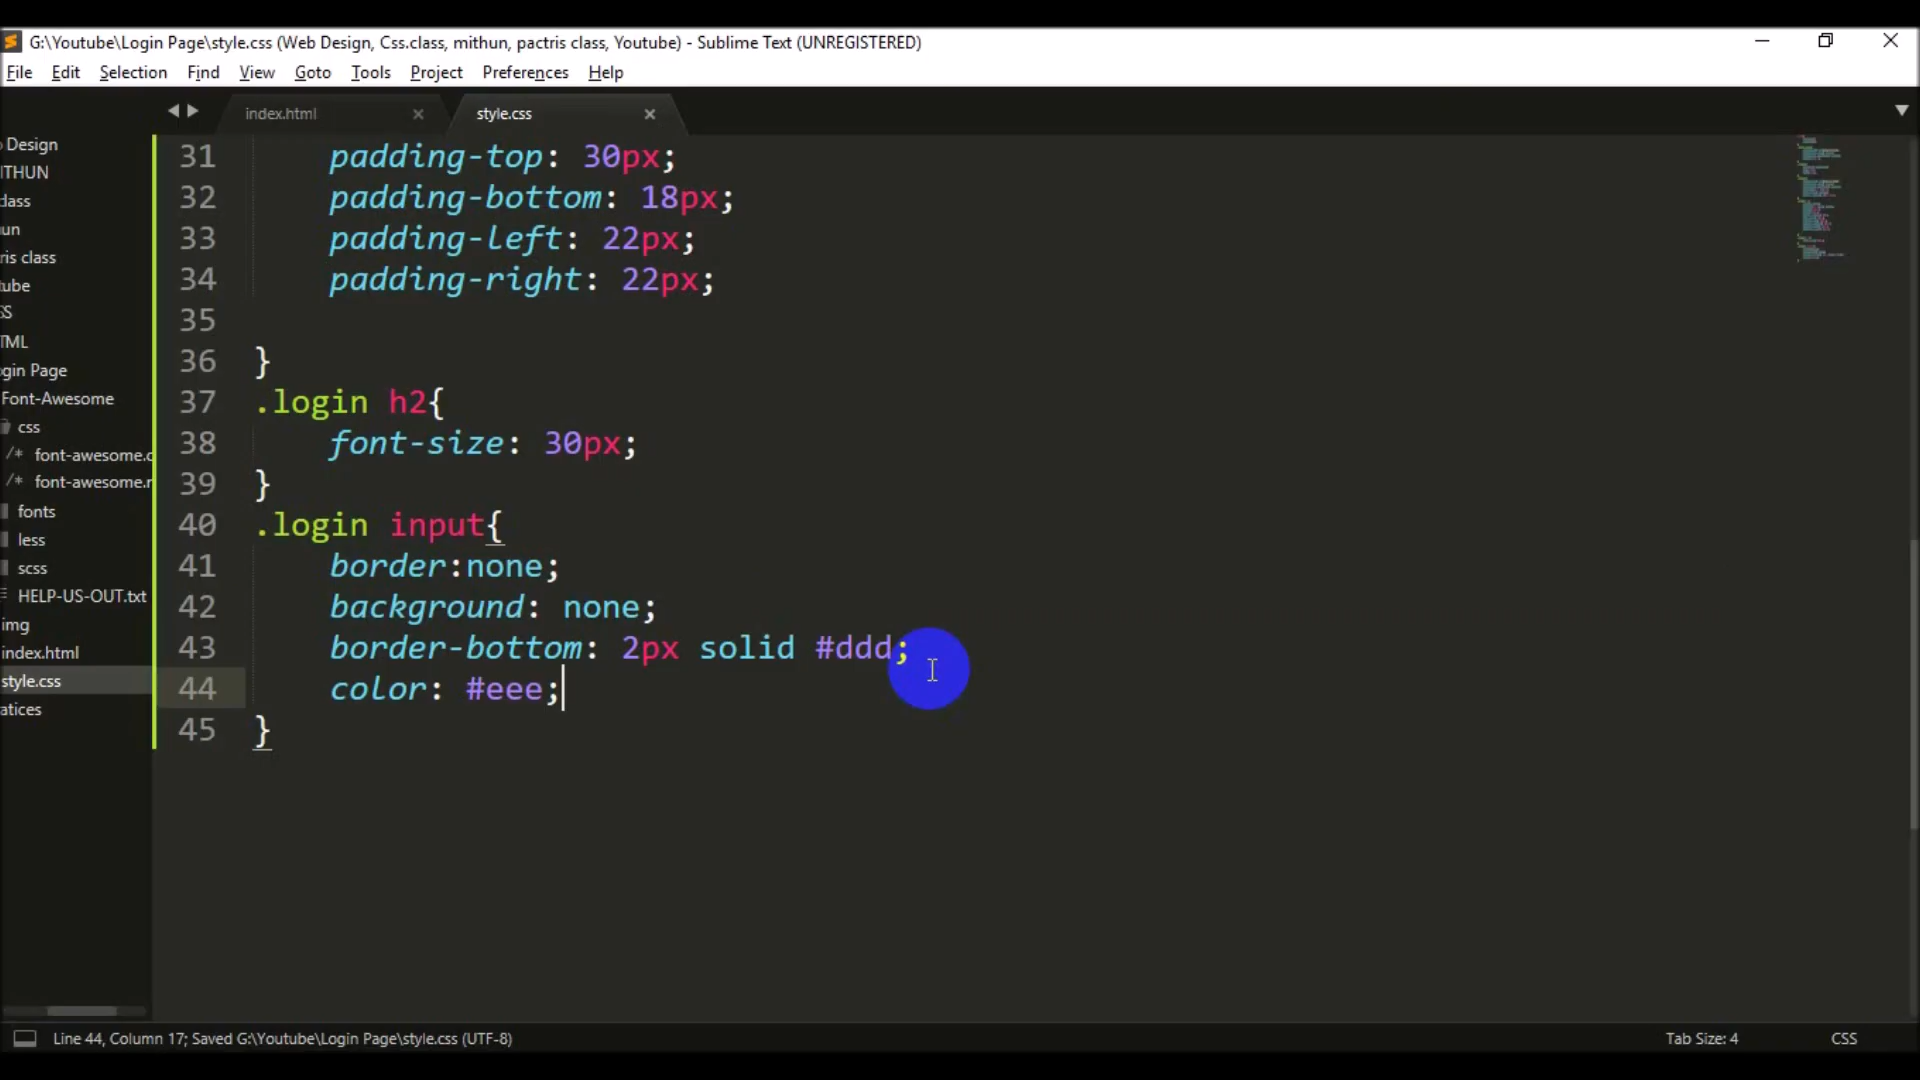 G:\Youtube\Login Page\style.css (Web Design, Css.class, mithun, pactris class, Youtube) - Sublime Text (UNREGISTERED)
File Edit Selection Find View Goto Tools Project Preferences Help
index.html style.css
Design
ITHUN
lass
un
ris class
tube
S
TML
gin Page
Font-Awesome
css
/* font-awesome.c
/* font-awesome.r
fonts
less
scss
HELP-US-OUT.txt
img
index.html
style.css
atices
31 padding-top: 30px;
32 padding-bottom: 18px;
33 padding-left: 22px;
34 padding-right: 22px;
35
36 }
37 .login h2{
38 font-size: 30px;
39 }
40 .login input{
41 border:none;
42 background: none;
43 border-bottom: 2px solid #ddd;
44 color: #eee;
45 }
Line 44, Column 17; Saved G:\Youtube\Login Page\style.css (UTF-8)
Tab Size: 4 CSS